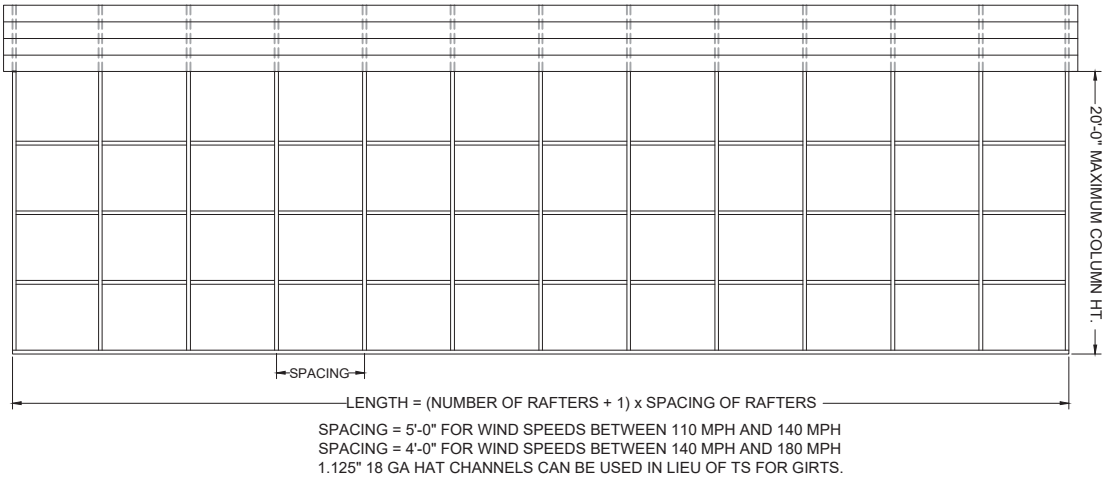 20'-0" MAXIMUM COLUMN HT.
SPACING
LENGTH = (NUMBER OF RAFTERS + 1) x SPACING OF RAFTERS
SPACING = 5'-0" FOR WIND SPEEDS BETWEEN 110 MPH AND 140 MPH
SPACING = 4'-0" FOR WIND SPEEDS BETWEEN 140 MPH AND 180 MPH
1.125" 18 GA HAT CHANNELS CAN BE USED IN LIEU OF TS FOR GIRTS.